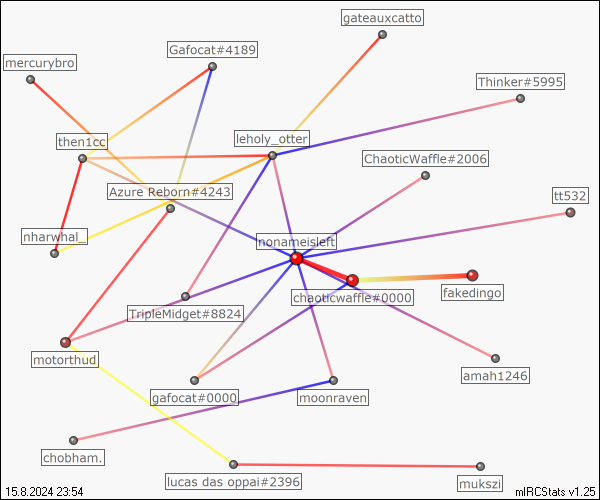 gateauxcatto
Gafocat#4189
mercurybro
Thinker#5995
then1cc
leholy_otter
ChaoticWaffle#2006
Azure Reborn#4243
tt532
nharwhal_
nonameisleft
chaoticwaffle#0000
fakedingo
TripleMidget#8824
motorthud
amah1246
gafocat#0000
moonraven
chobham.
lucas das oppai#2396
mukszi
15.8.2024 23:54
mIRCStats v1.25